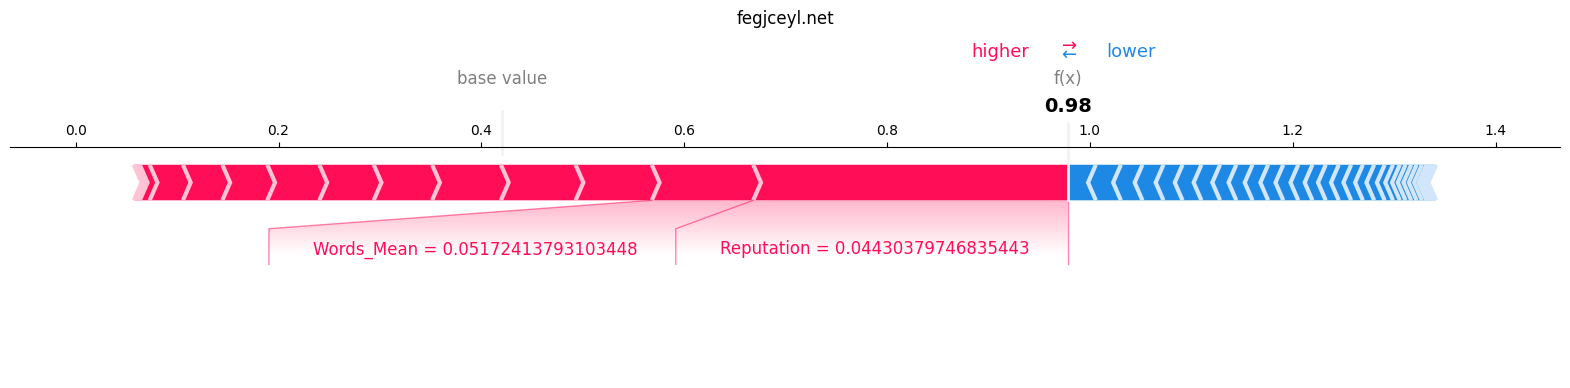 fegjceyl.net
higher ⇄ lower
base value f(x)
0.98
0.0 0.2 0.4 0.6 0.8 1.0 1.2 1.4
Words_Mean = 0.05172413793103448 Reputation = 0.04430379746835443